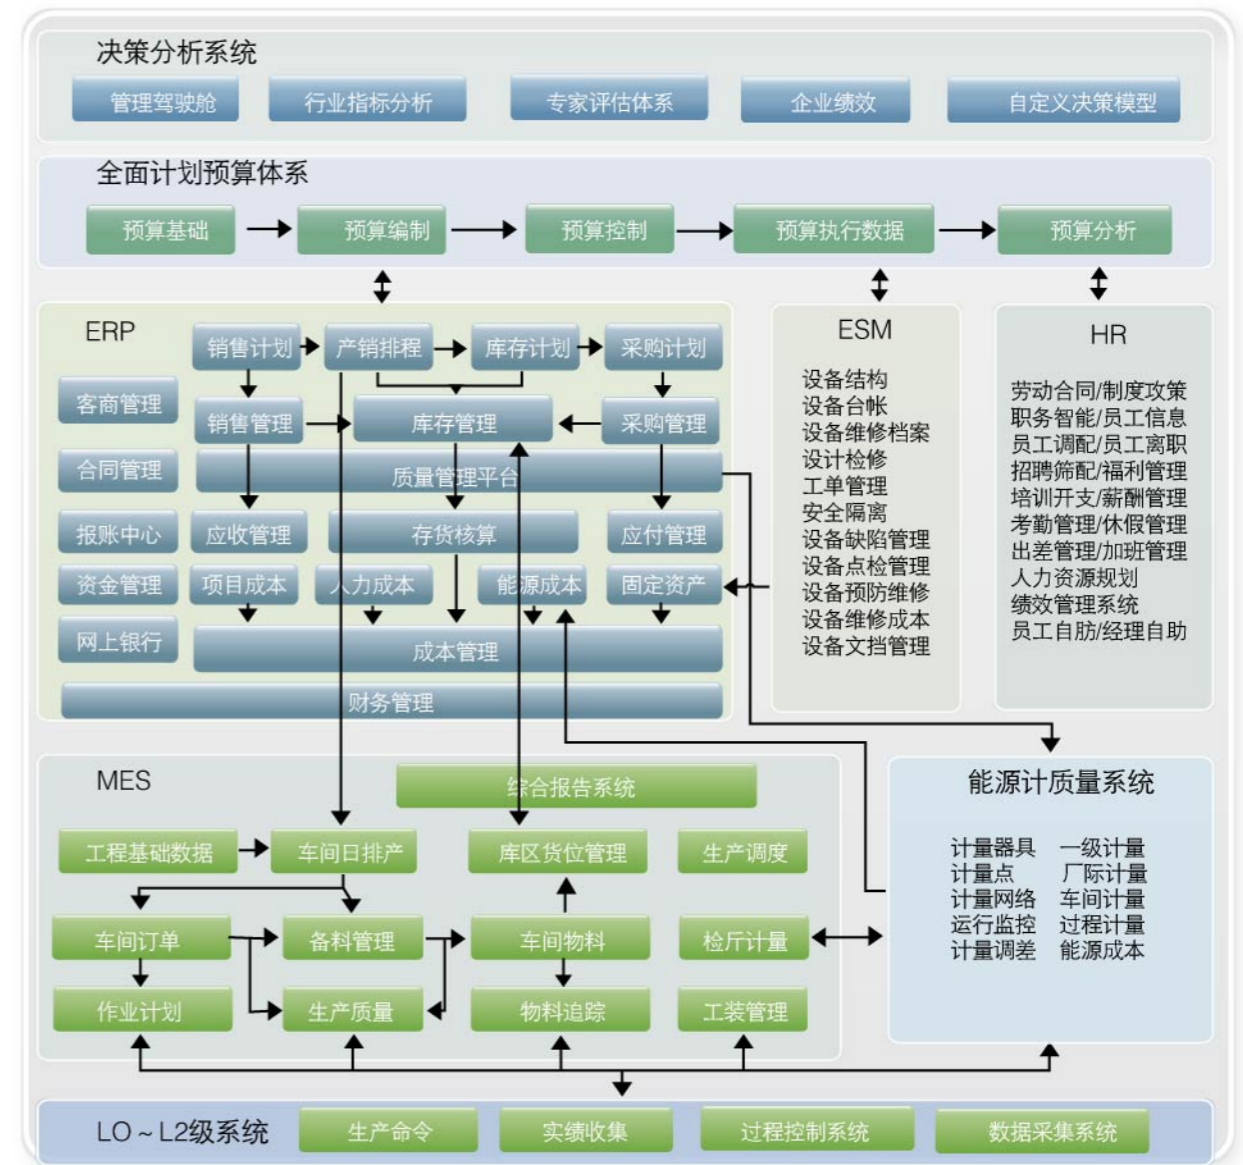 决策分析系统
管理驾驶舱
行业指标分析
专家评估体系
企业绩效
自定义决策模型
全面计划预算体系
预算基础
预算编制
预算控制
预算执行数据
预算分析
ERP
销售计划
产销排程
库存计划
采购计划
客商管理
销售管理
库存管理
采购管理
合同管理
质量管理平台
报账中心
应收管理
存货核算
应付管理
资金管理
项目成本
人力成本
能源成本
固定资产
网上银行
成本管理
财务管理
ESM
设备结构
设备台帐
设备维修档案
设计检修
工单管理
安全隔离
设备缺陷管理
设备点检管理
设备预防维修
设备维修成本
设备文挡管理
HR
劳动合同/制度攻策
职务智能/员工信息
员工调配/员工离职
招聘筛配/福利管理
培训开支/薪酬管理
考勤管理/休假管理
出差管理/加班管理
人力资源规划
绩效管理系统
员工自肪/经理自助
MES
综合报告系统
工程基础数据
车间日排产
库区货位管理
生产调度
车间订单
备料管理
车间物料
检斤计量
作业计划
生产质量
物料追踪
工装管理
能源计质量系统
计量器具 一级计量
计量点 厂际计量
计量网络 车间计量
运行监控 过程计量
计量调差 能源成本
LO~L2级系统
生产命令
实绩收集
过程控制系统
数据采集系统